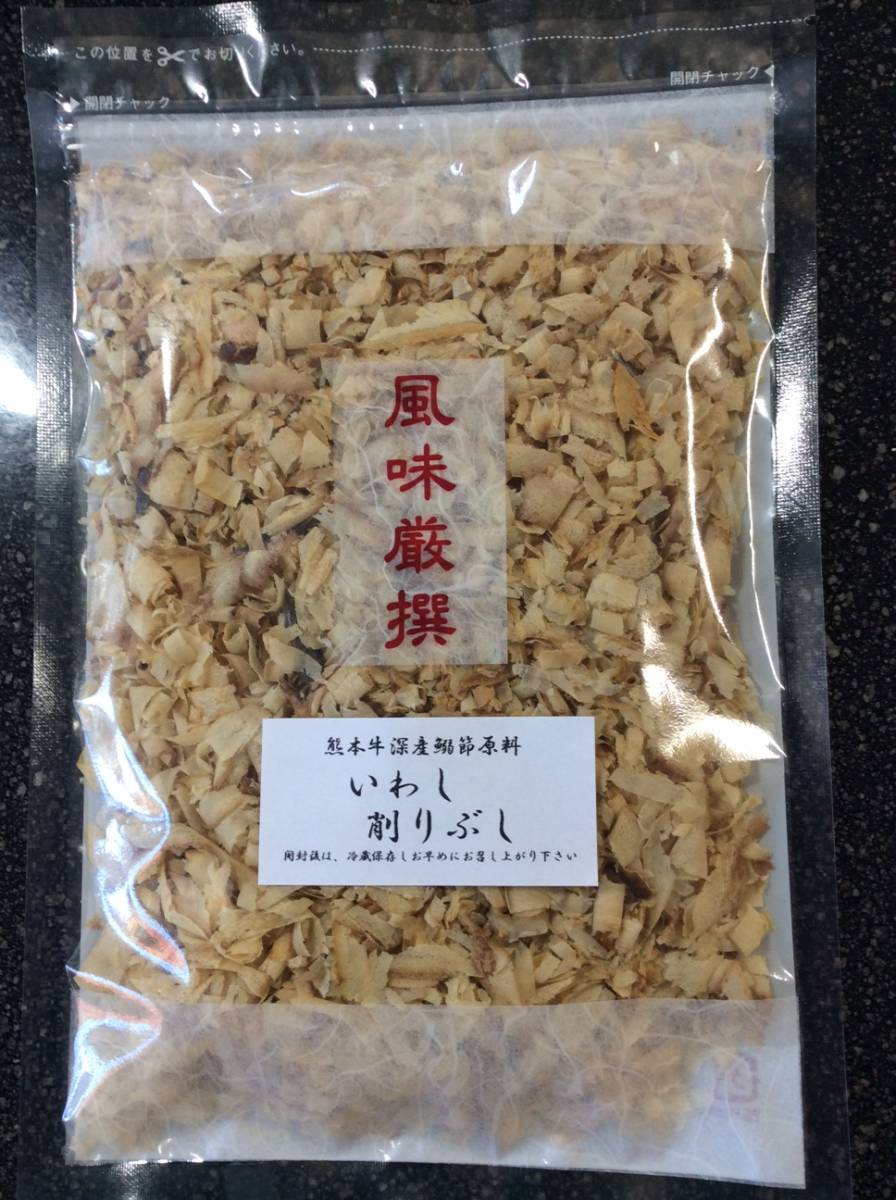 この位置を✂でお切りください。
開閉チャック
開閉チャック
風味厳撰
熊本牛深産鰯節原料
いわし
削りぶし
開封後は、冷蔵保存しお早めにお召し上がり下さい